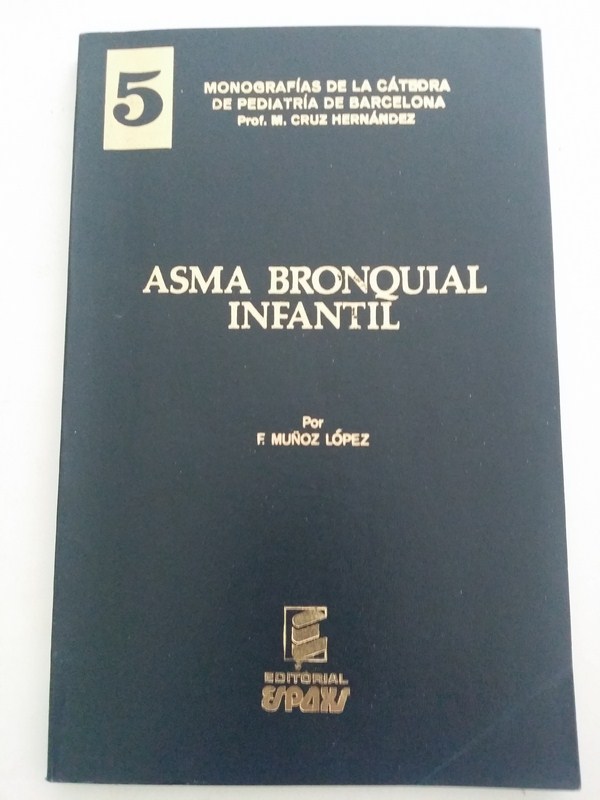 5
MONOGRAFÍAS DE LA CÁTEDRA
DE PEDIATRÍA DE BARCELONA
Prof. M. CRUZ HERNÁNDEZ
ASMA BRONQUIAL
INFANTIL
Por
F. MUÑOZ LÓPEZ
EDITORIAL
ESPAXS